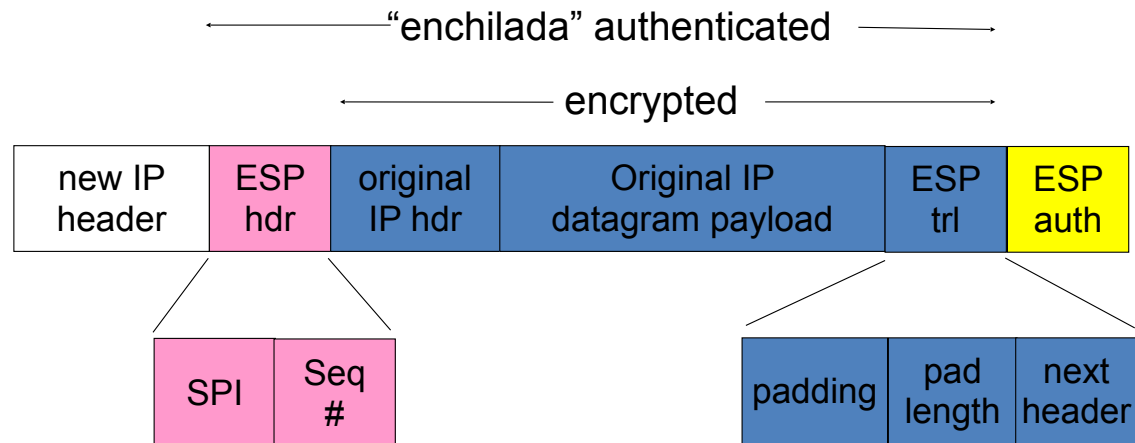 “enchilada” authenticated
encrypted
new IP
header
ESP
hdr
original
IP hdr
Original IP
datagram payload
ESP
trl
ESP
auth
SPI
Seq
#
padding
pad
length
next
header